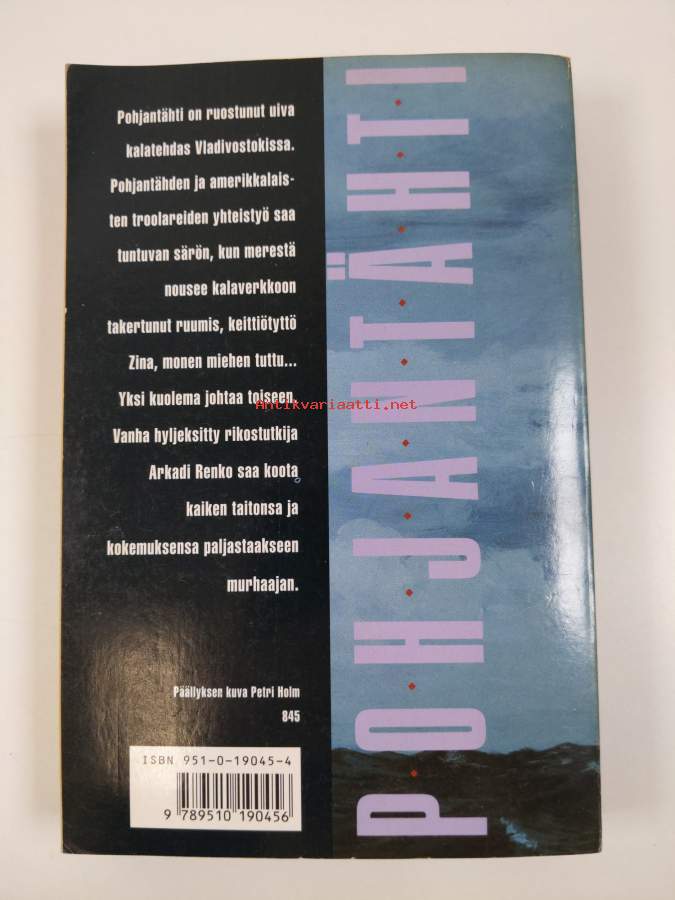 Pohjantähti on ruostunut uiva
kalatehdas Vladivostokissa.
Pohjantähden ja amerikkalais-
ten troolareiden yhteistyö saa
tuntuvan särön, kun merestä
nousee kalaverkkoon
takertunut ruumis, keittiötyttö
Zina, monen miehen tuttu...
Yksi kuolema johtaa toiseen.
Vanha hyljeksitty rikostutkija
Arkadi Renko saa koota
kaiken taitonsa ja
kokemuksensa paljastaakseen
murhaajan.
Päällyksen kuva Petri Holm
845
ISBN 951-0-19045-4
9 789510 190456
P·O·H·J·A·N·T·Ä·H·T·I
Antikvariaatti.net